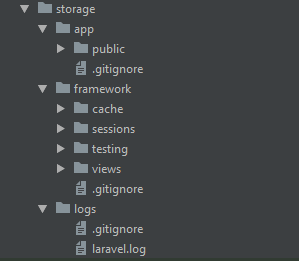 storage
app
public
.gitignore
framework
cache
sessions
testing
views
.gitignore
logs
.gitignore
laravel.log